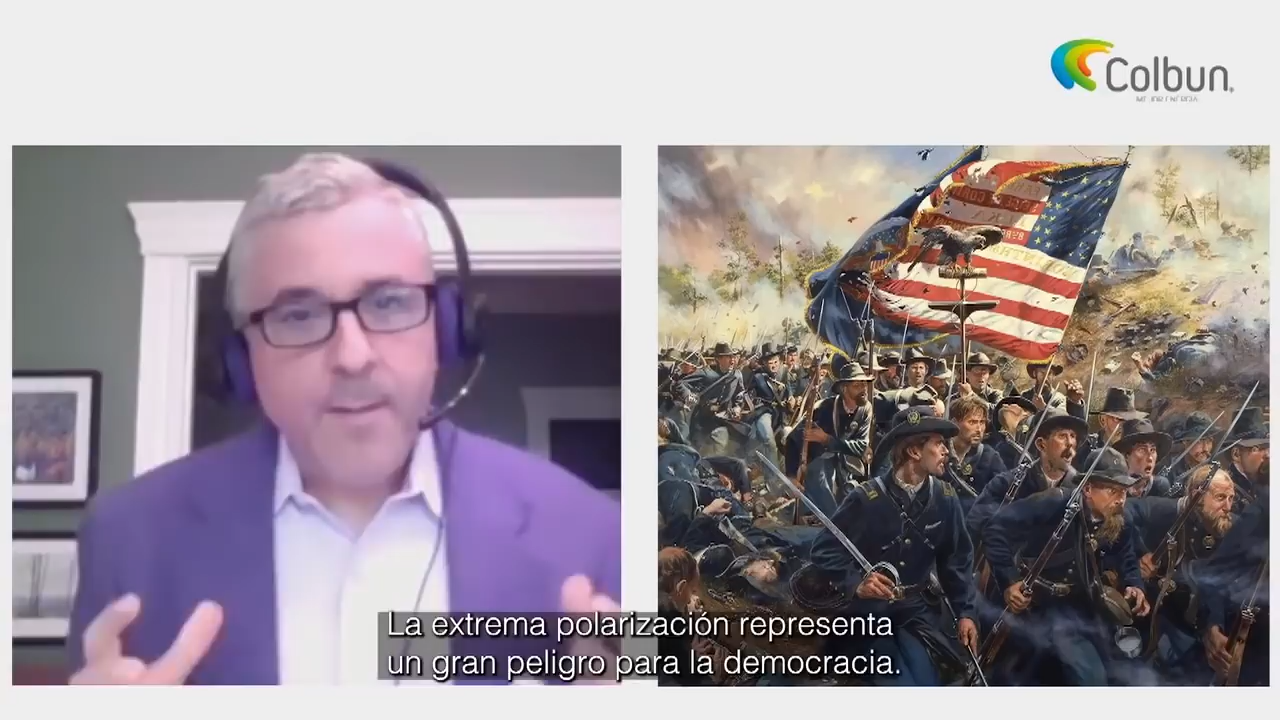 Colbun
La extrema polarización representa
un gran peligro para la democracia.